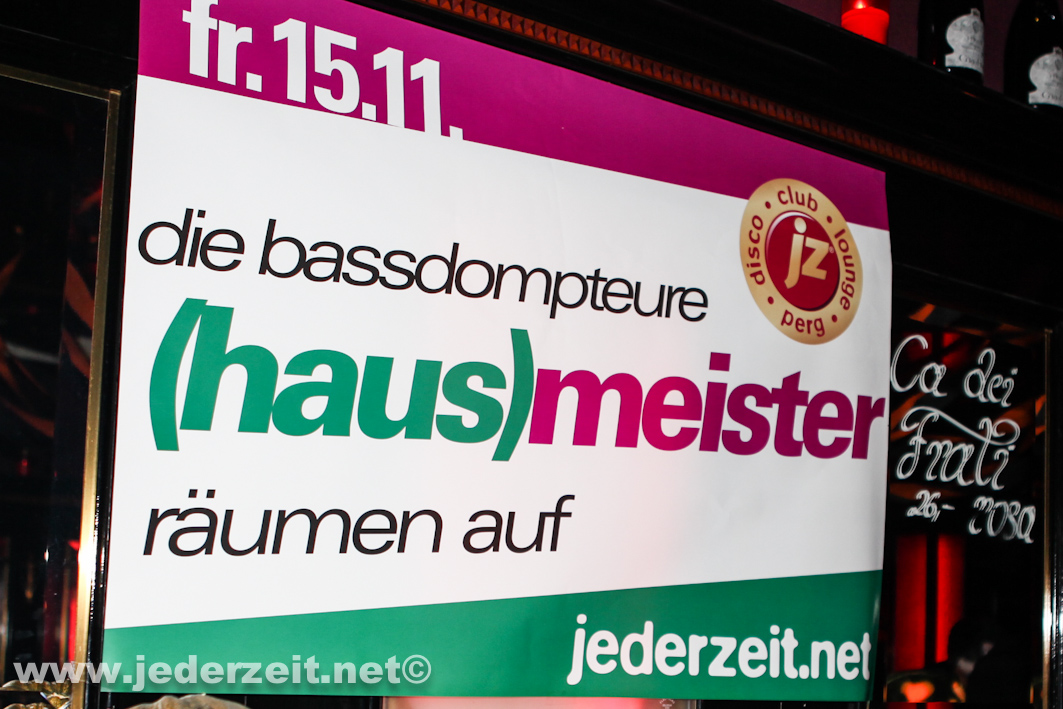 fr. 15.11.
die bassdompteure
(haus)meister
räumen auf
jederzeit.net
disco • club • lounge • perg •
jz
Ca dei
Frati
26,-
www.jederzeit.net©